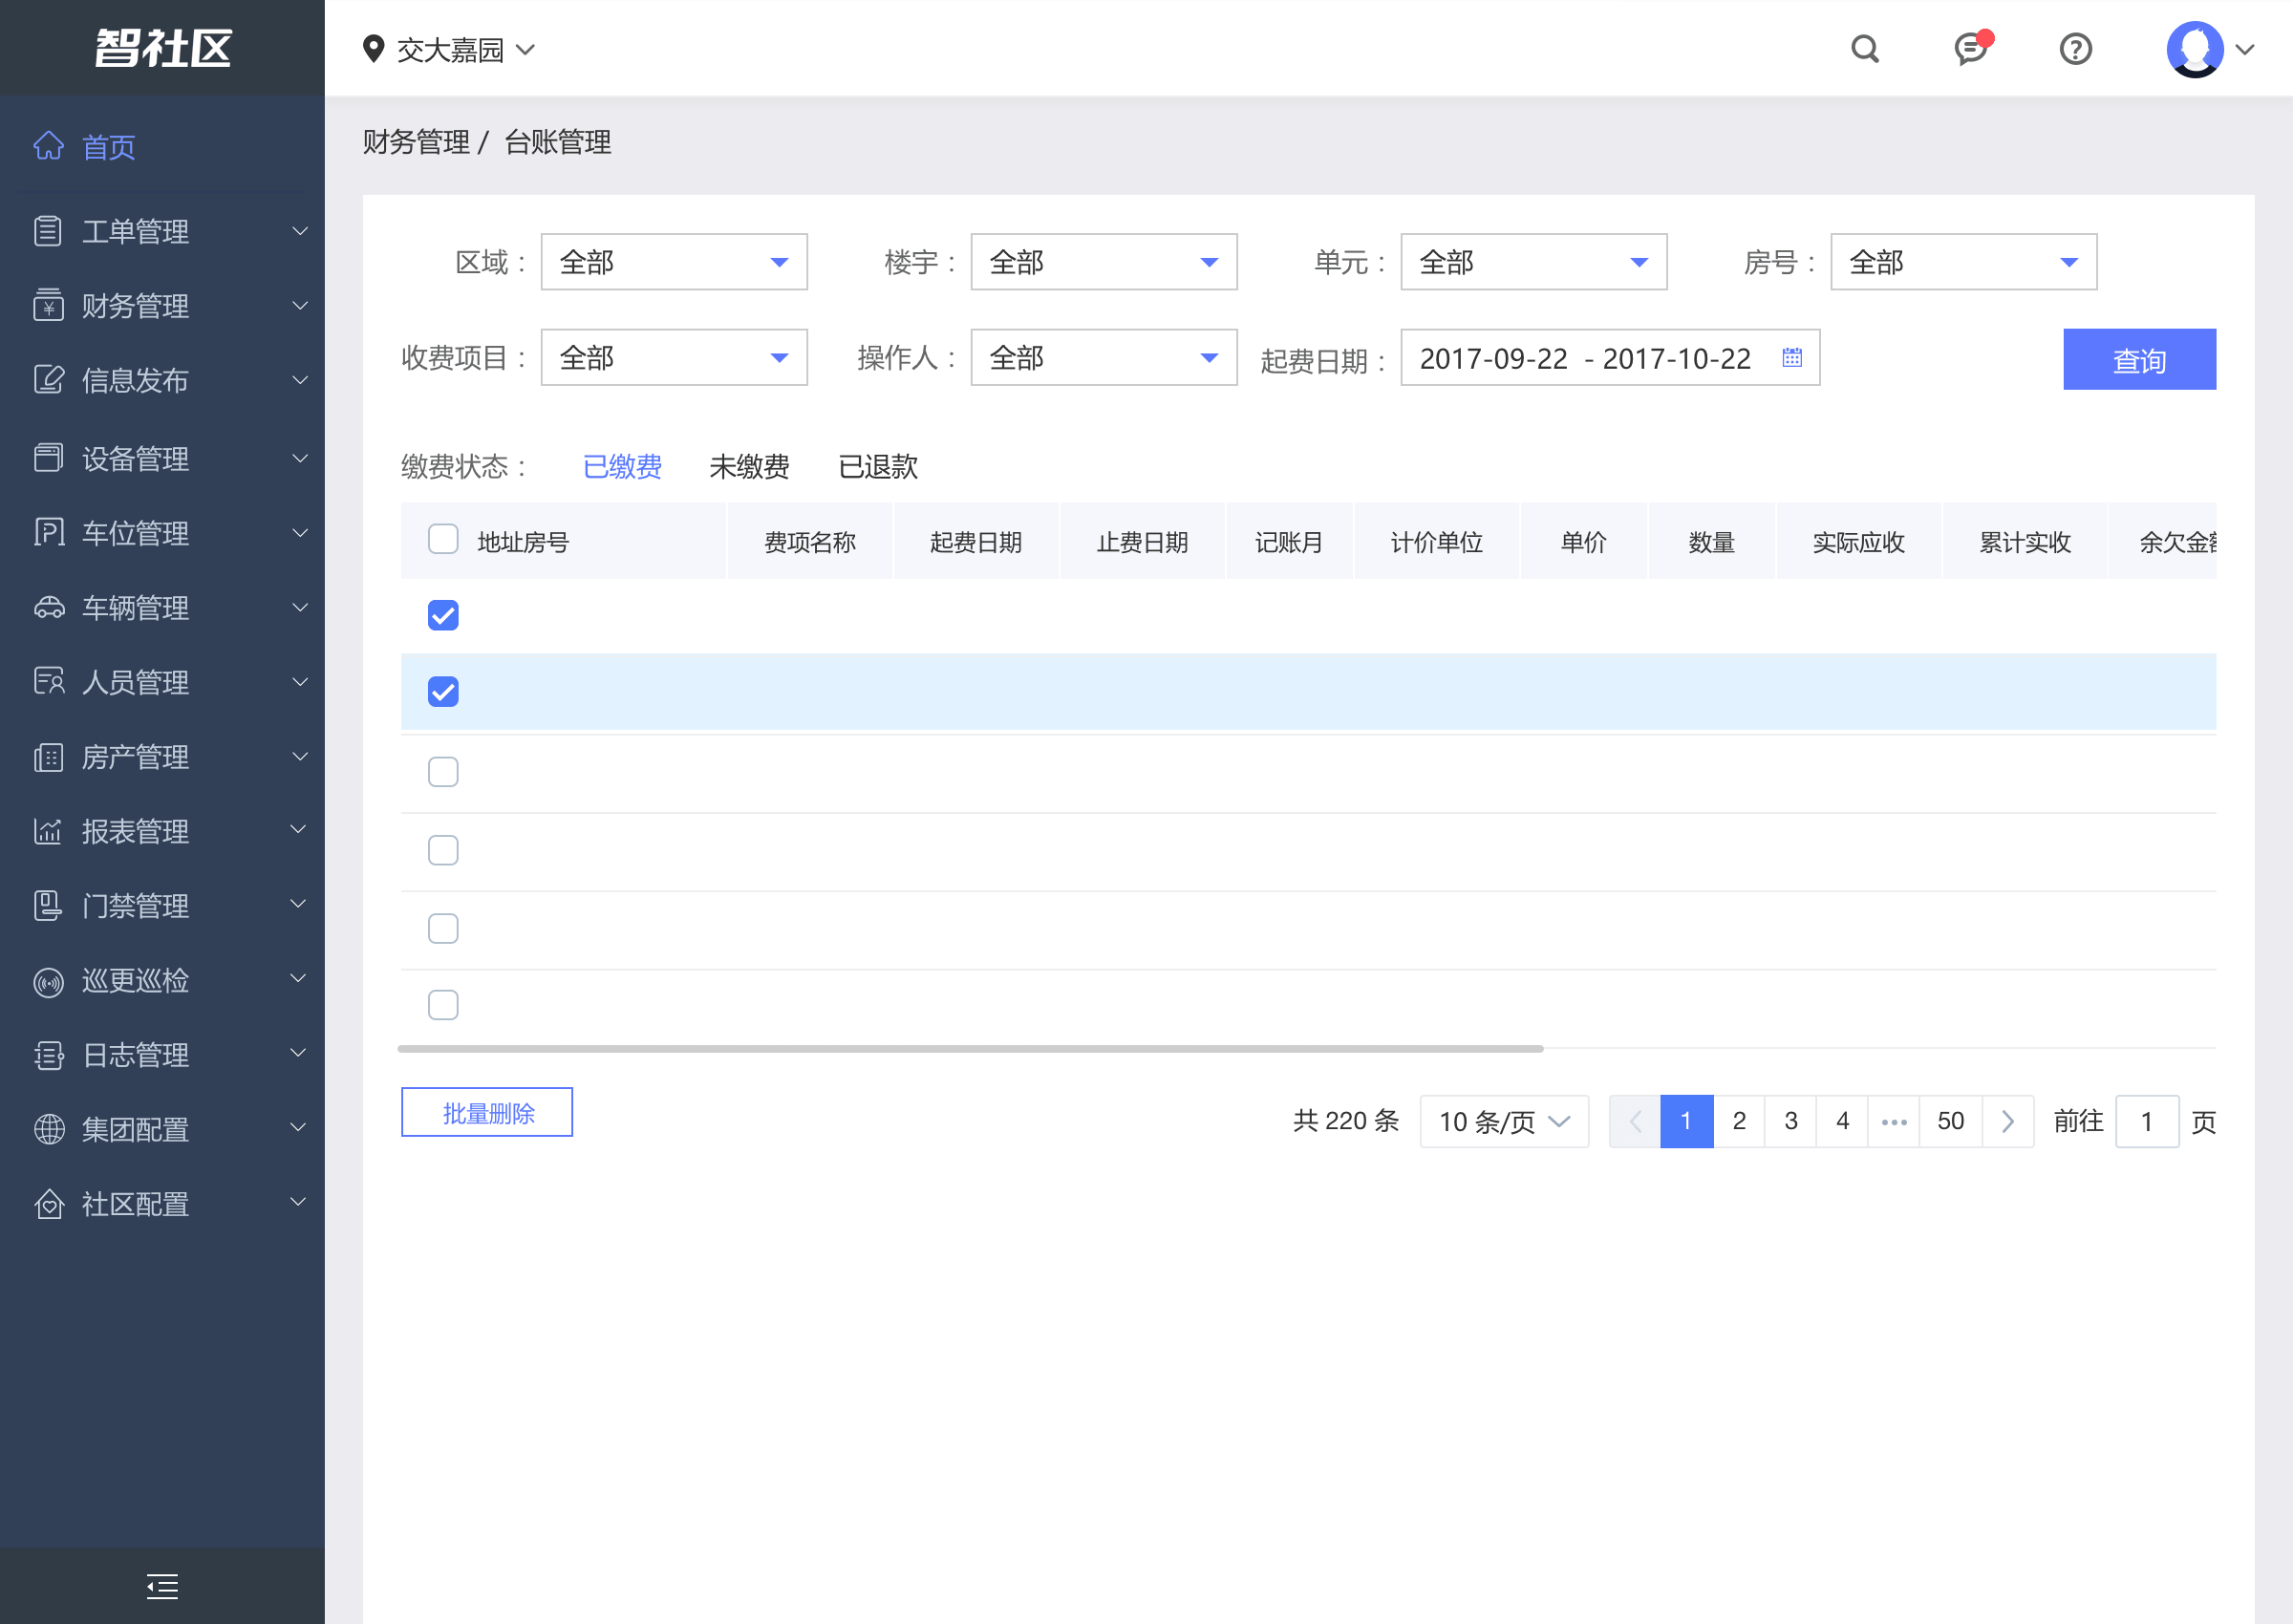 智社区
交大嘉园
首页
工单管理
财务管理
信息发布
设备管理
车位管理
车辆管理
人员管理
房产管理
报表管理
门禁管理
巡更巡检
日志管理
集团配置
社区配置
财务管理 / 台账管理
区域： 全部 楼宇： 全部 单元： 全部 房号： 全部
收费项目： 全部 操作人： 全部 起费日期： 2017-09-22 - 2017-10-22 查询
缴费状态： 已缴费 未缴费 已退款
地址房号 费项名称 起费日期 止费日期 记账月 计价单位 单价 数量 实际应收 累计实收 余欠金额
批量删除 共 220 条 10 条/页 1 2 3 4 ••• 50 前往 1 页